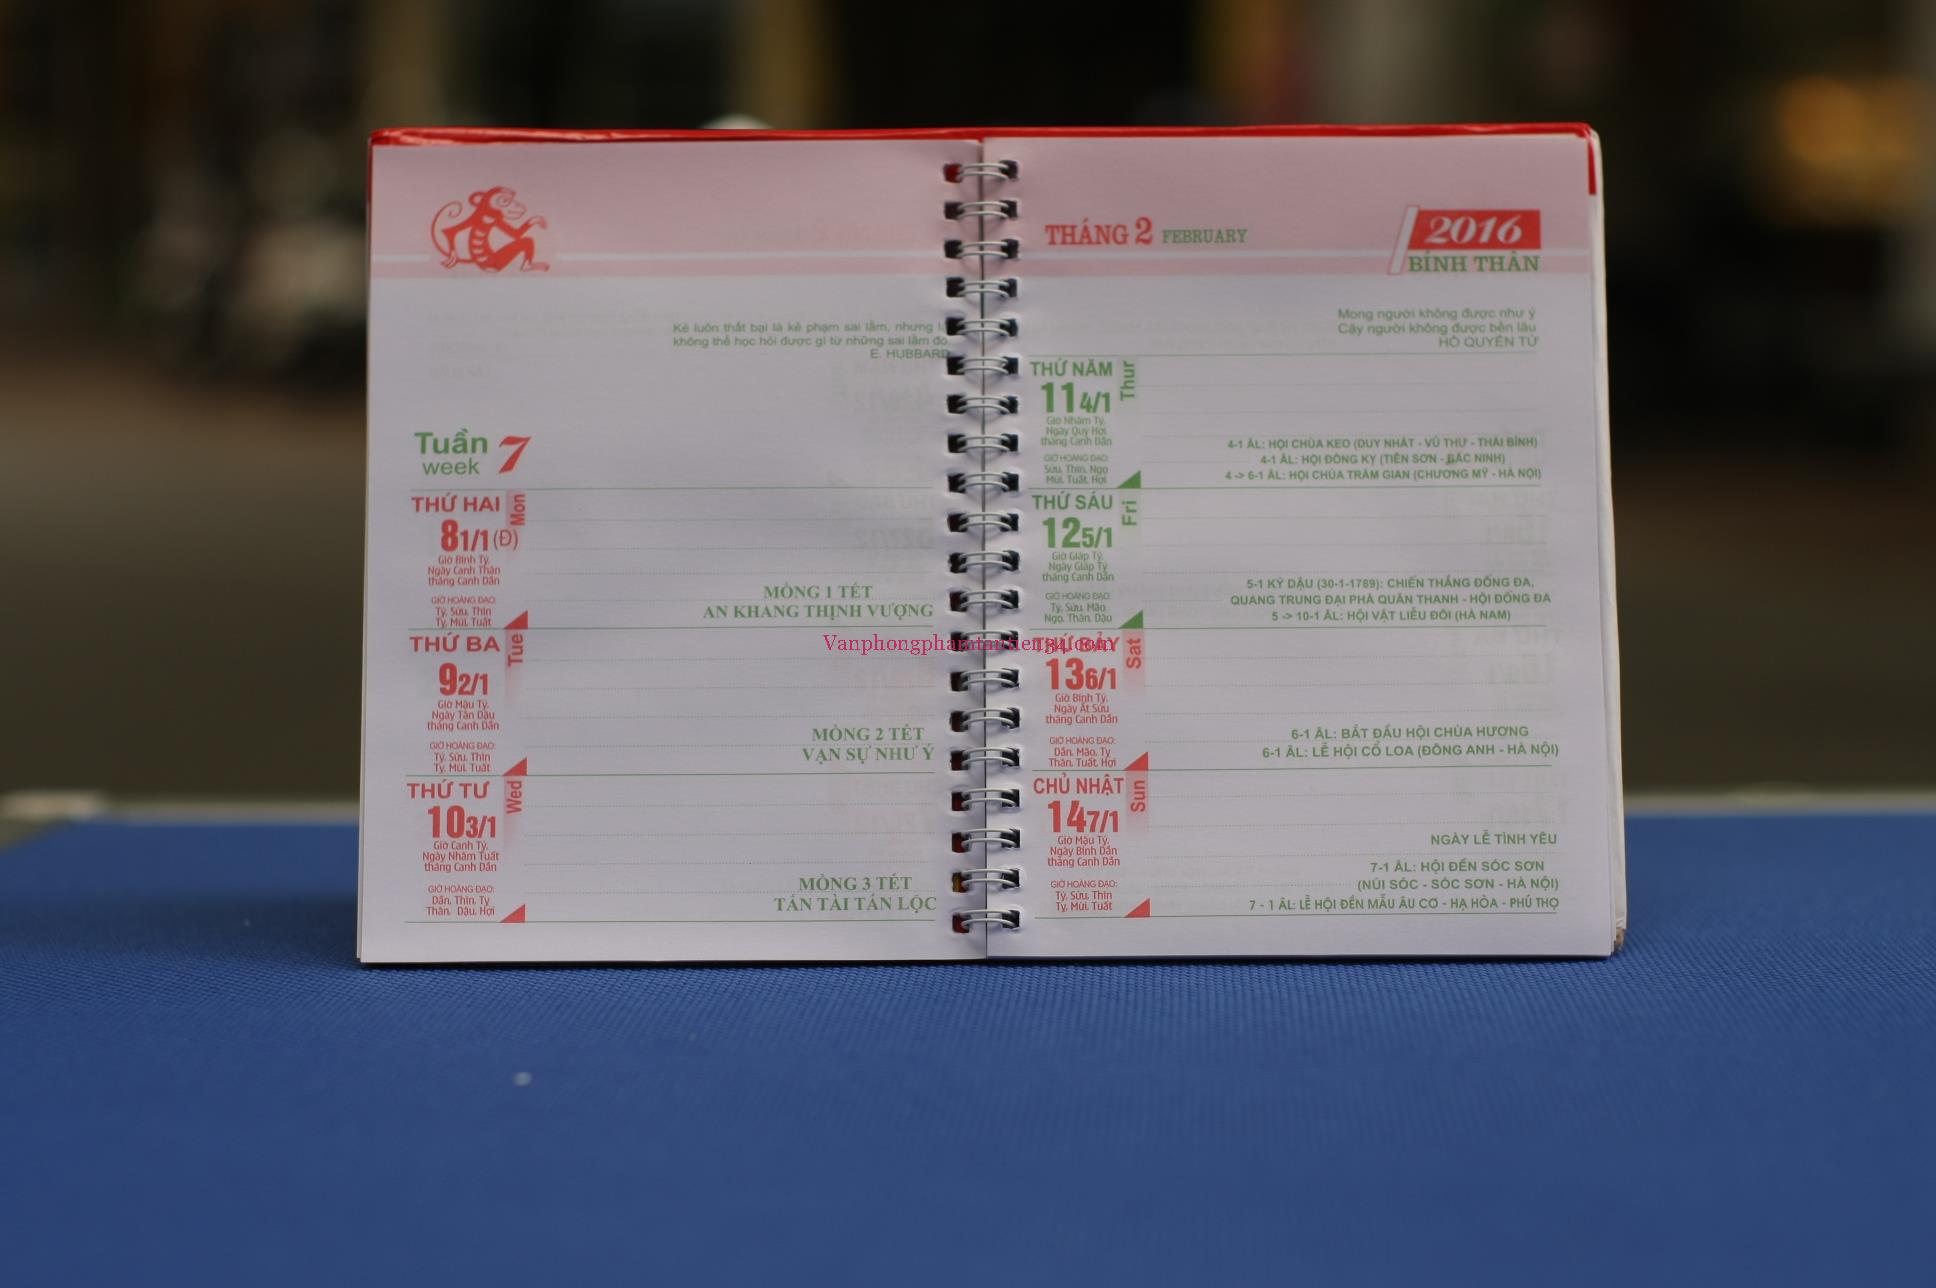 Kẻ luôn thất bại là kẻ phạm sai lầm, nhưng
không thể học hỏi được gì từ những sai lầm đó.
E. HUBBARD
Tuần 7
week
THỨ HAI Mon
8 1/1 (Đ)
Giờ Bính Tý,
Ngày Canh Thân
tháng Canh Dần
GIỜ HOÀNG ĐẠO:
Tý, Sửu, Thìn
Tỵ, Mùi, Tuất
MỒNG 1 TẾT
AN KHANG THỊNH VƯỢNG
THỨ BA Tue
9 2/1
Giờ Mậu Tý,
Ngày Tân Dậu
tháng Canh Dần
GIỜ HOÀNG ĐẠO:
Tý, Sửu, Thìn
Tỵ, Mùi, Tuất
MỒNG 2 TẾT
VẠN SỰ NHƯ Ý
THỨ TƯ Wed
10 3/1
Giờ Canh Tý,
Ngày Nhâm Tuất
tháng Canh Dần
GIỜ HOÀNG ĐẠO:
Dần, Thìn, Tỵ
Thân, Dậu, Hợi
MỒNG 3 TẾT
TẤN TÀI TẤN LỘC
THÁNG 2 FEBRUARY
2016
BÍNH THÂN
Mong người không được như ý
Cậy người không được bền lâu
HỒ QUYÊN TỬ
THỨ NĂM Thur
11 4/1
Giờ Nhâm Tý,
Ngày Quý Hợi
tháng Canh Dần
GIỜ HOÀNG ĐẠO:
Sửu, Thìn, Ngọ
Mùi, Tuất, Hợi
4-1 ÂL: HỘI CHÙA KEO (DUY NHẤT - VŨ THƯ - THÁI BÌNH)
4-1 ÂL: HỘI ĐỒNG KỴ (TIÊN SƠN - BẮC NINH)
4 -> 6-1 ÂL: HỘI CHÙA TRĂM GIAN (CHƯƠNG MỸ - HÀ NỘI)
THỨ SÁU Fri
12 5/1
Giờ Giáp Tý,
Ngày Giáp Tý
tháng Canh Dần
GIỜ HOÀNG ĐẠO:
Tý, Sửu, Mão
Ngọ, Thân, Dậu
5-1 KỶ DẬU (30-1-1789): CHIẾN THẮNG ĐỐNG ĐA,
QUANG TRUNG ĐẠI PHÁ QUÂN THANH - HỘI ĐỐNG ĐA
5 -> 10-1 ÂL: HỘI VẬT LIỄU ĐÔI (HÀ NAM)
Vanphongphamtantien34.com
THỨ BẢY Sat
13 6/1
Giờ Bính Tý,
Ngày Ất Sửu
tháng Canh Dần
GIỜ HOÀNG ĐẠO:
Dần, Mão, Tỵ
Thân, Tuất, Hợi
6-1 ÂL: BẮT ĐẦU HỘI CHÙA HƯƠNG
6-1 ÂL: LỄ HỘI CỔ LOA (ĐÔNG ANH - HÀ NỘI)
CHỦ NHẬT Sun
14 7/1
Giờ Mậu Tý,
Ngày Bính Dần
tháng Canh Dần
GIỜ HOÀNG ĐẠO:
Tý, Sửu, Thìn
Tỵ, Mùi, Tuất
NGÀY LỄ TÌNH YÊU
7-1 ÂL: HỘI ĐỀN SÓC SƠN
(NÚI SÓC - SÓC SƠN - HÀ NỘI)
7 - 1 ÂL: LỄ HỘI ĐỀN MẪU ÂU CƠ - HẠ HÒA - PHÚ THỌ